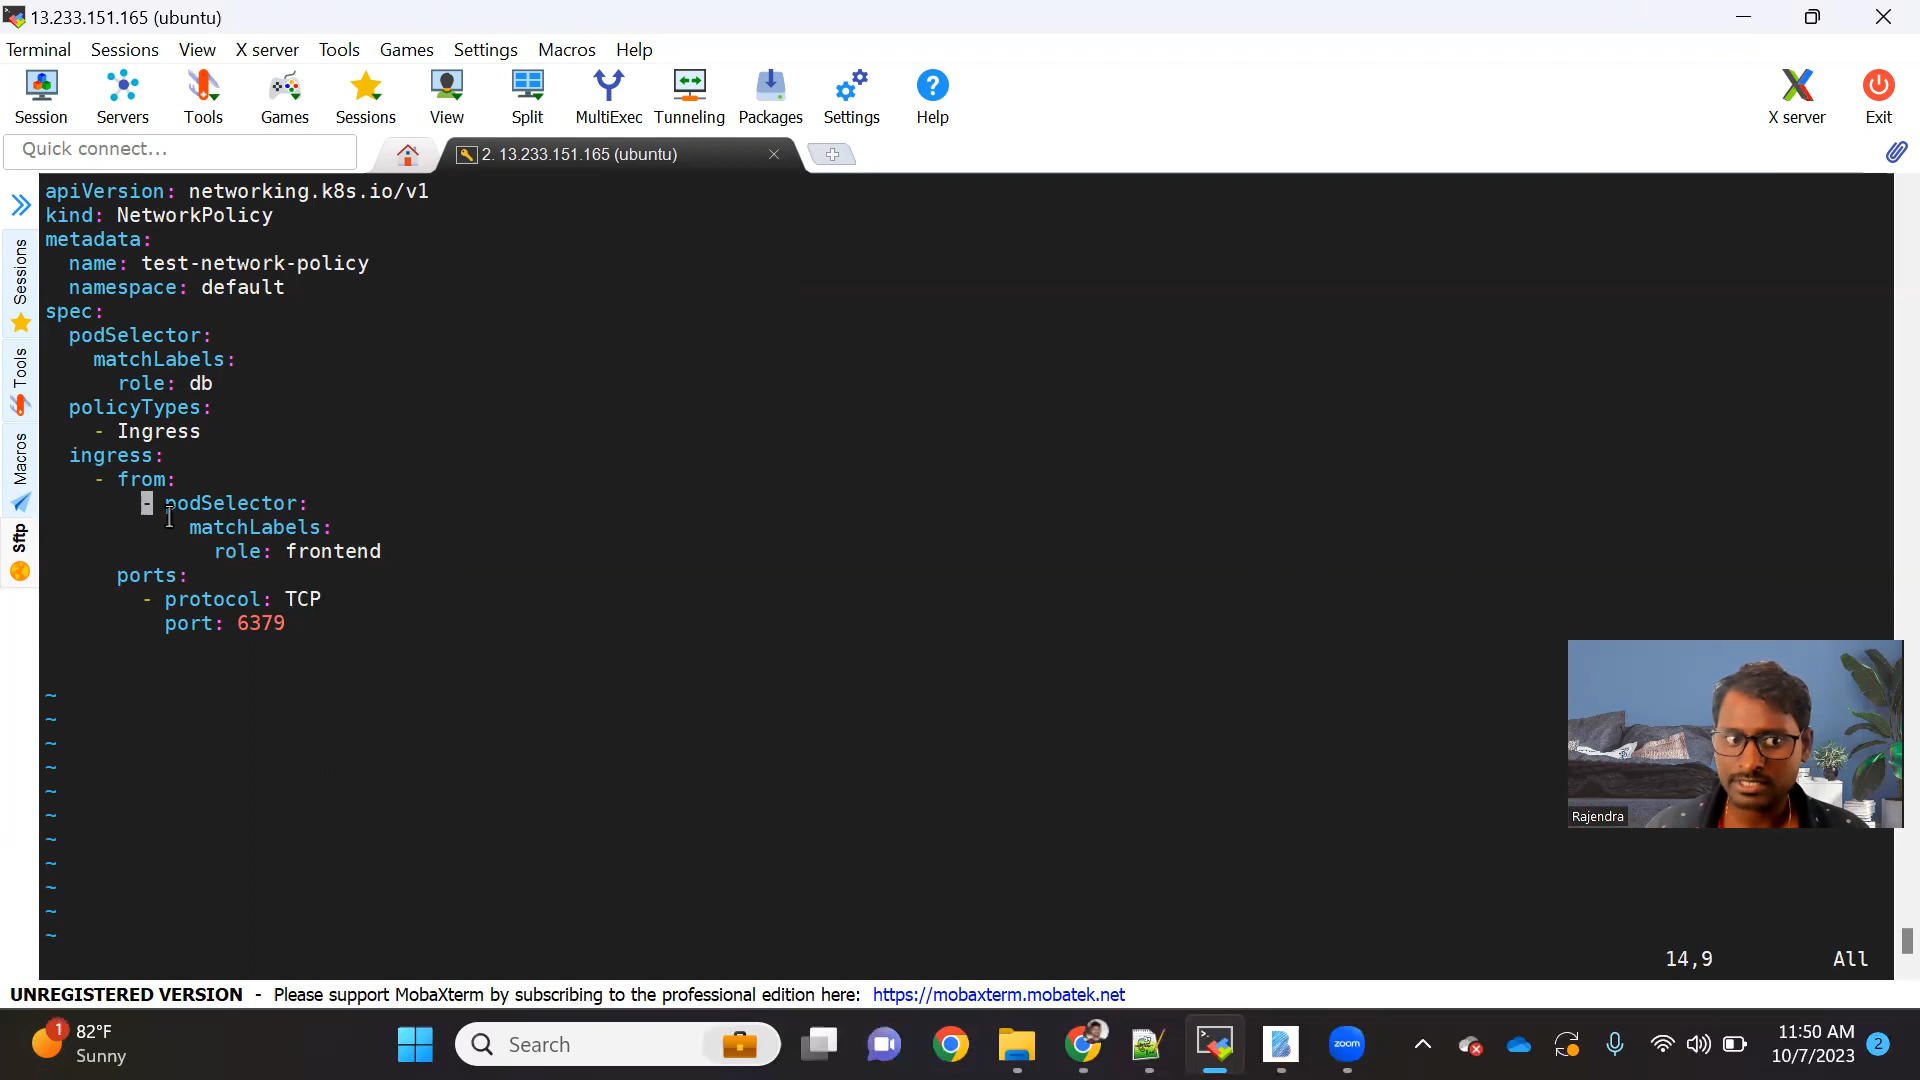 13.233.151.165 (ubuntu)
Terminal Sessions View X server Tools Games Settings Macros Help
Session Servers Tools Games Sessions View Split MultiExec Tunneling Packages Settings Help X server Exit
Quick connect...
2. 13.233.151.165 (ubuntu)
Sessions
Tools
Macros
Sftp
apiVersion: networking.k8s.io/v1
kind: NetworkPolicy
metadata:
  name: test-network-policy
  namespace: default
spec:
  podSelector:
    matchLabels:
      role: db
  policyTypes:
    - Ingress
  ingress:
    - from:
        - podSelector:
            matchLabels:
              role: frontend
      ports:
        - protocol: TCP
          port: 6379
~
~
~
~
~
~
~
~
~
~
~
14,9 All
Rajendra
UNREGISTERED VERSION - Please support MobaXterm by subscribing to the professional edition here: https://mobaxterm.mobatek.net
1
82°F
Sunny
Search
zoom
11:50 AM
10/7/2023
2